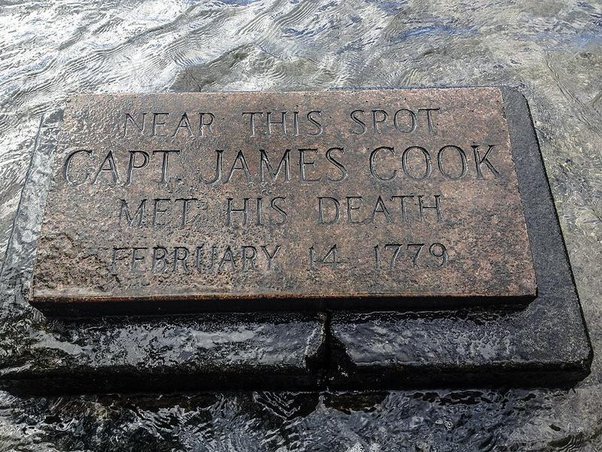 NEAR THIS SPOT
CAPT. JAMES COOK
MET HIS DEATH
FEBRUARY 14, 1779